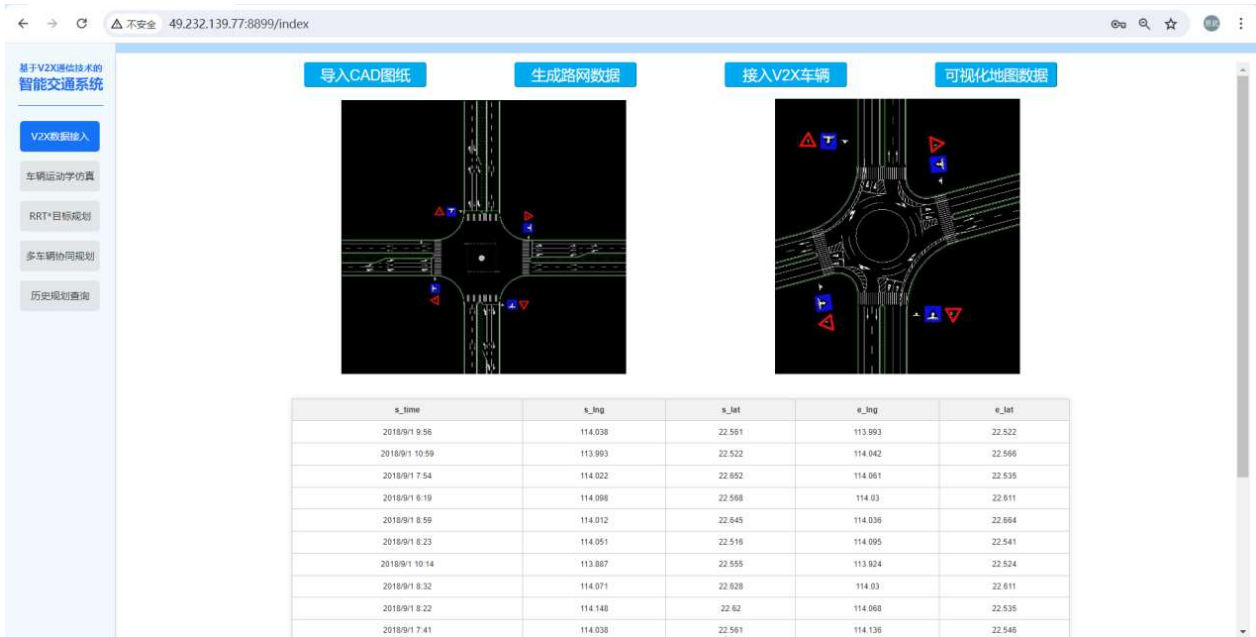 不安全 49.232.139.77:8899/index
基于V2X通信技术的
智能交通系统
V2X数据接入
车辆运动学仿真
RRT*目标规划
多车辆协同规划
历史规划查询
导入CAD图纸 生成路网数据 接入V2X车辆 可视化地图数据
s_time s_lng s_lat e_lng e_lat
2018/9/1 9:56 114.038 22.561 113.993 22.522
2018/9/1 10:59 113.993 22.522 114.042 22.566
2018/9/1 7:54 114.022 22.652 114.061 22.535
2018/9/1 6:19 114.098 22.568 114.03 22.611
2018/9/1 8:59 114.012 22.645 114.036 22.664
2018/9/1 8:23 114.051 22.516 114.095 22.541
2018/9/1 10:14 113.887 22.555 113.924 22.524
2018/9/1 8:32 114.071 22.628 114.03 22.611
2018/9/1 8:22 114.148 22.62 114.068 22.535
2018/9/1 7:41 114.038 22.561 114.136 22.546